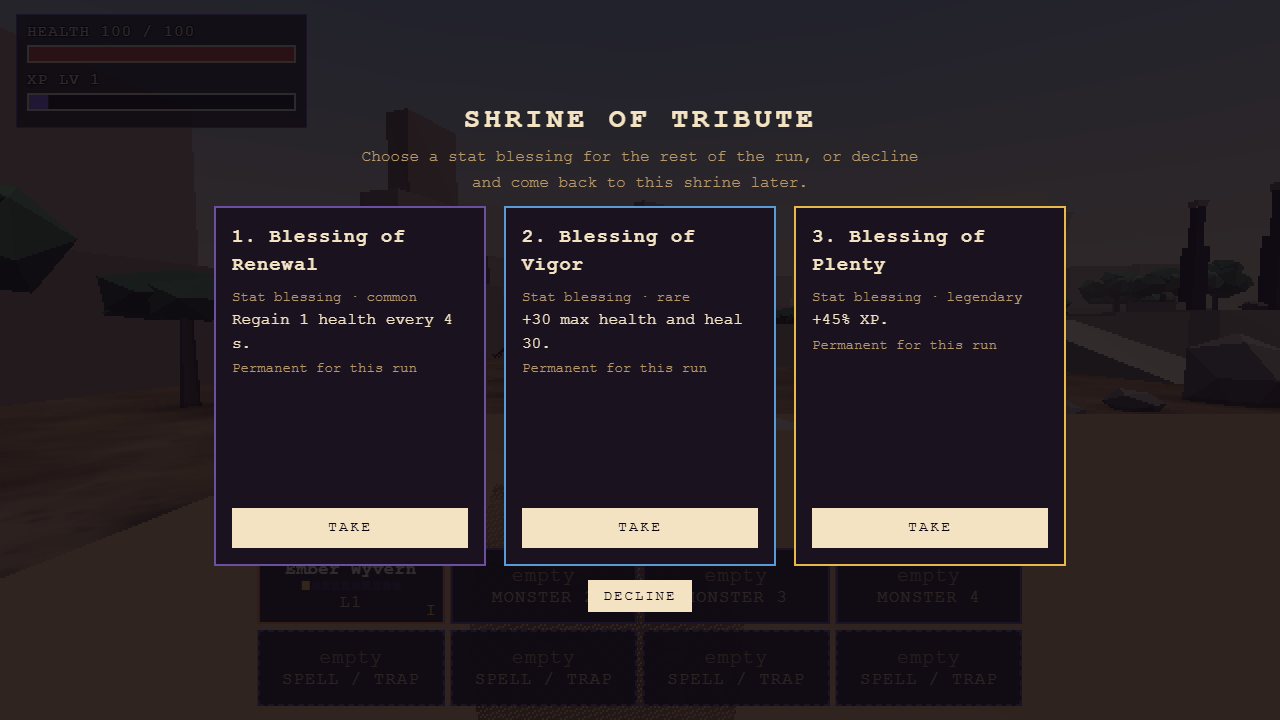 HEALTH 100 / 100
XP LV 1
SHRINE OF TRIBUTE
Choose a stat blessing for the rest of the run, or decline
and come back to this shrine later.
1. Blessing of
Renewal
Stat blessing · common
Regain 1 health every 4
s.
Permanent for this run
TAKE
2. Blessing of
Vigor
Stat blessing · rare
+30 max health and heal
30.
Permanent for this run
TAKE
3. Blessing of
Plenty
Stat blessing · legendary
+45% XP.
Permanent for this run
TAKE
DECLINE
Ember Wyvern
L1
I
empty
MONSTER
empty
MONSTER 3
empty
MONSTER 4
empty
SPELL / TRAP
empty
SPELL / TRAP
empty
SPELL / TRAP
empty
SPELL / TRAP